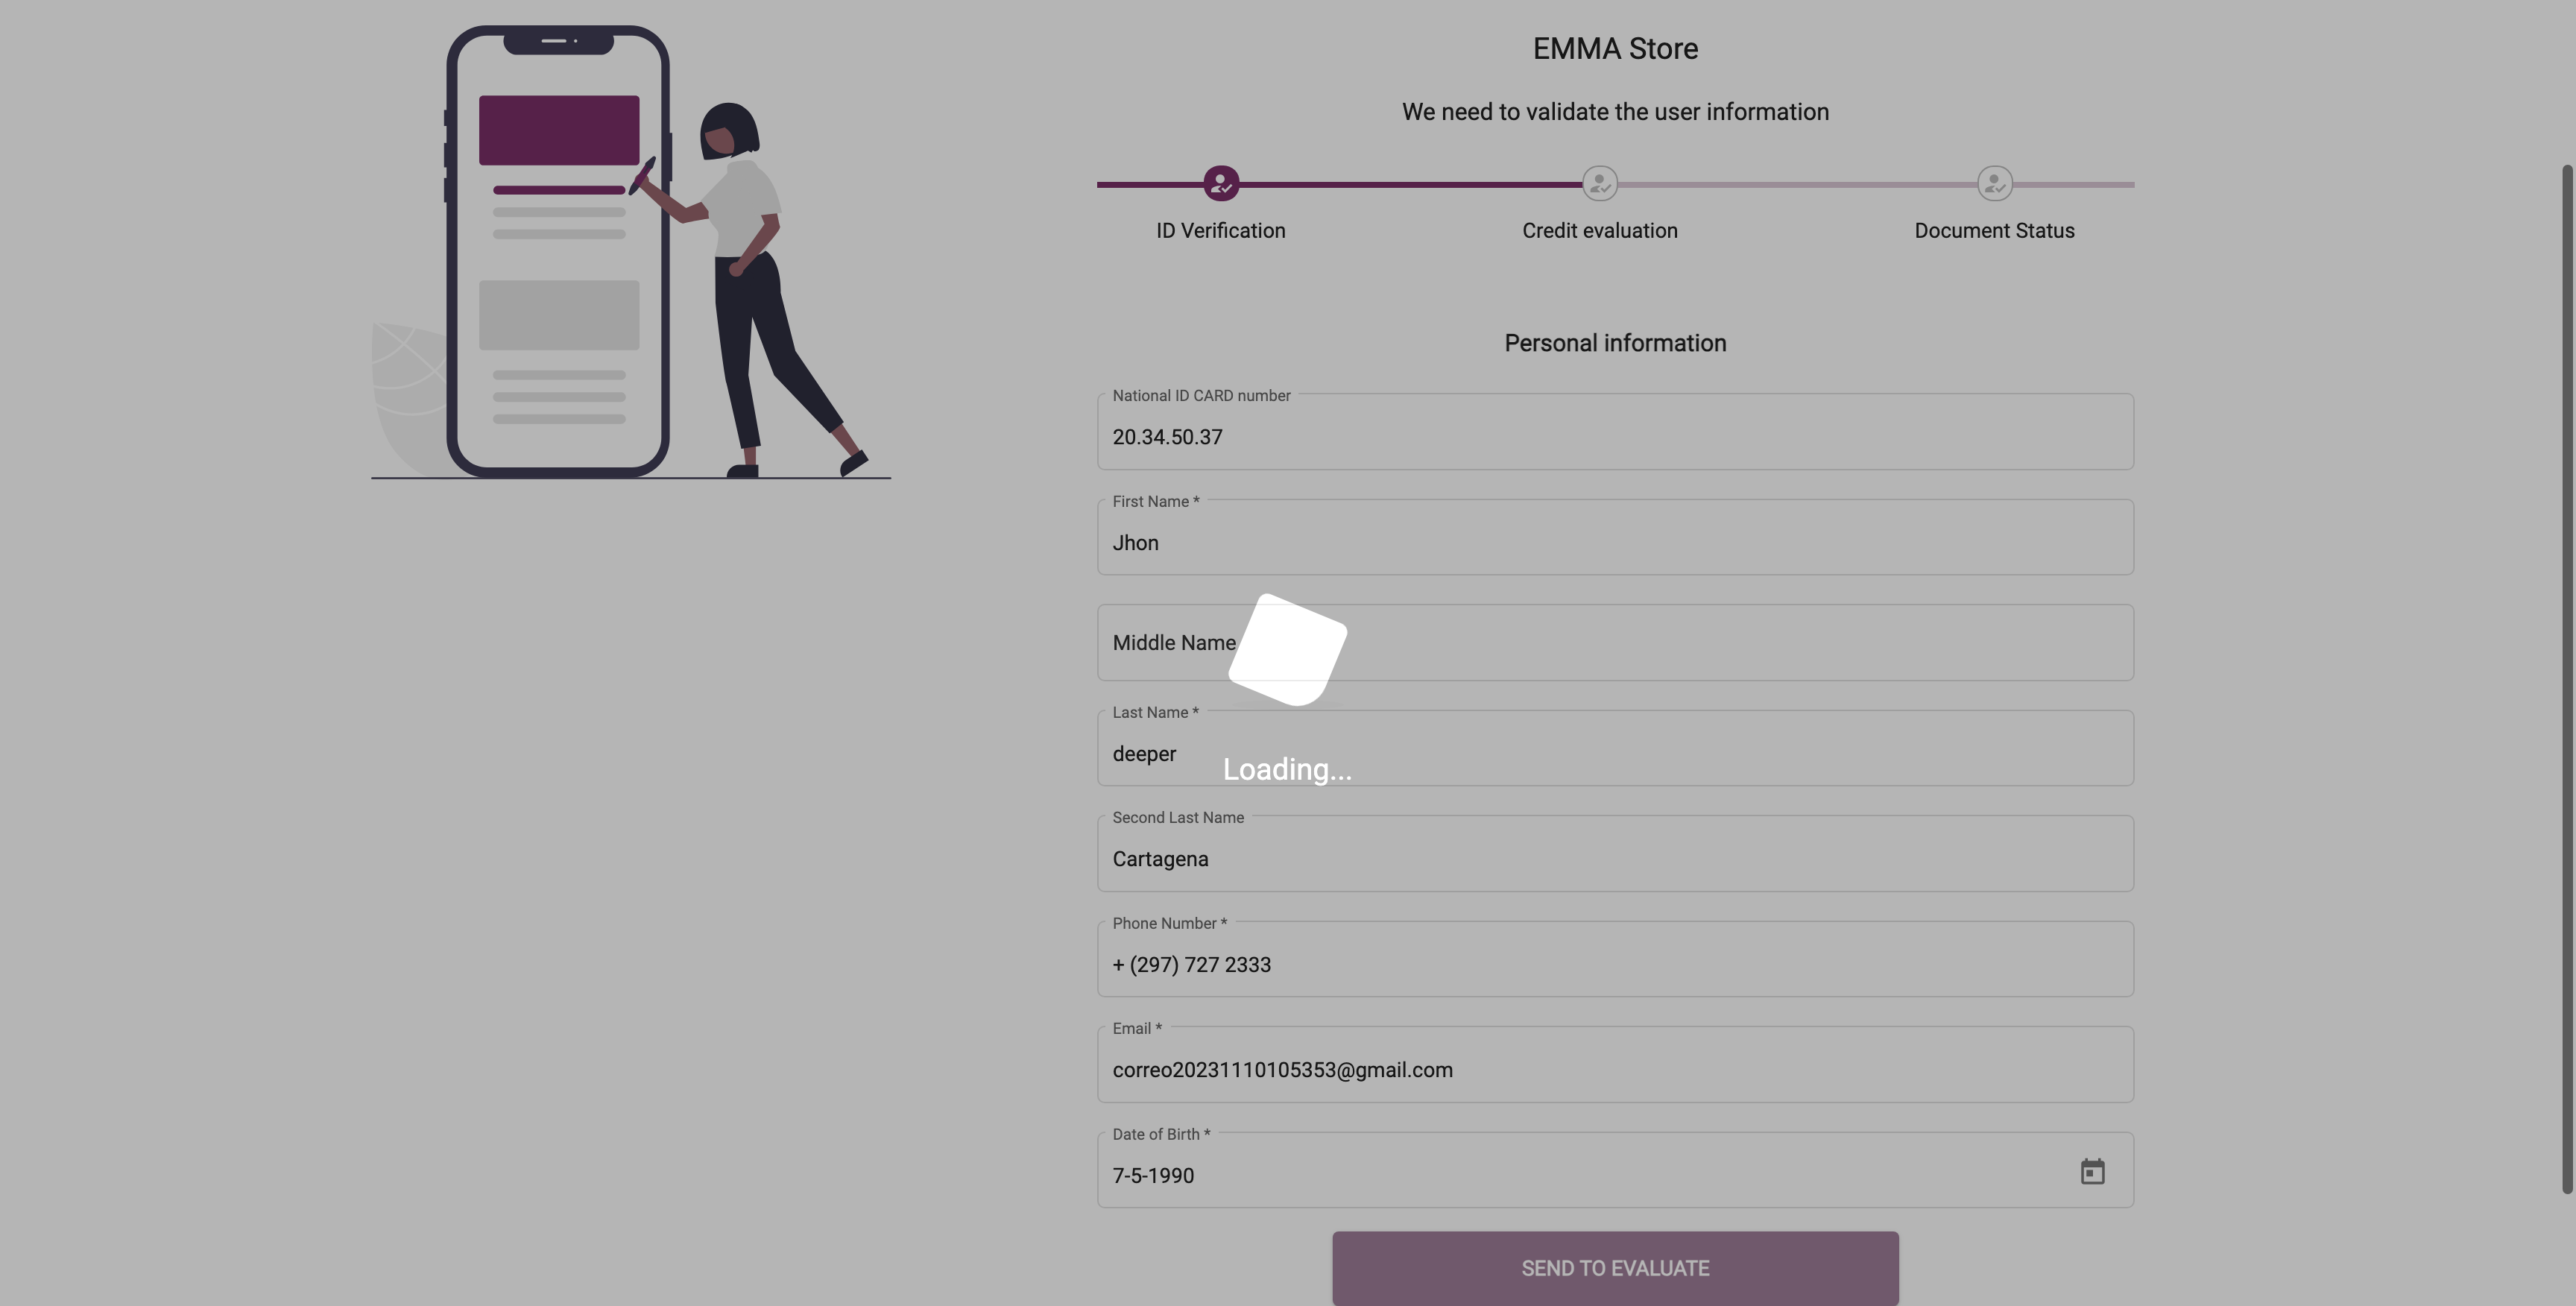 EMMA Store
We need to validate the user information
ID Verification
Credit evaluation
Document Status
Personal information
National ID CARD number
20.34.50.37
First Name *
Jhon
Middle Name
Last Name *
deeper
Loading...
Second Last Name
Cartagena
Phone Number *
+ (297) 727 2333
Email *
correo20231110105353@gmail.com
Date of Birth *
7-5-1990
SEND TO EVALUATE